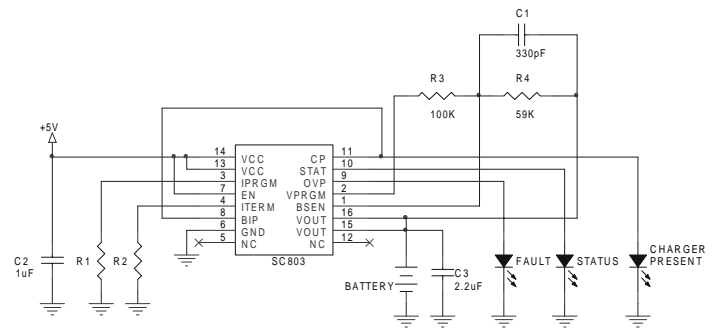 C1
330pF
R3
R4
100K
59K
+5V
14 VCC CP 11
13 VCC STAT 10
3 IPRGM OVP 9
7 EN VPRGM 2
4 ITERM BSEN 1
8 BIP VOUT 16
6 GND VOUT 15
5 NC NC 12
SC803
C2
1uF
R1
R2
BATTERY
C3
2.2uF
FAULT
STATUS
CHARGER
PRESENT